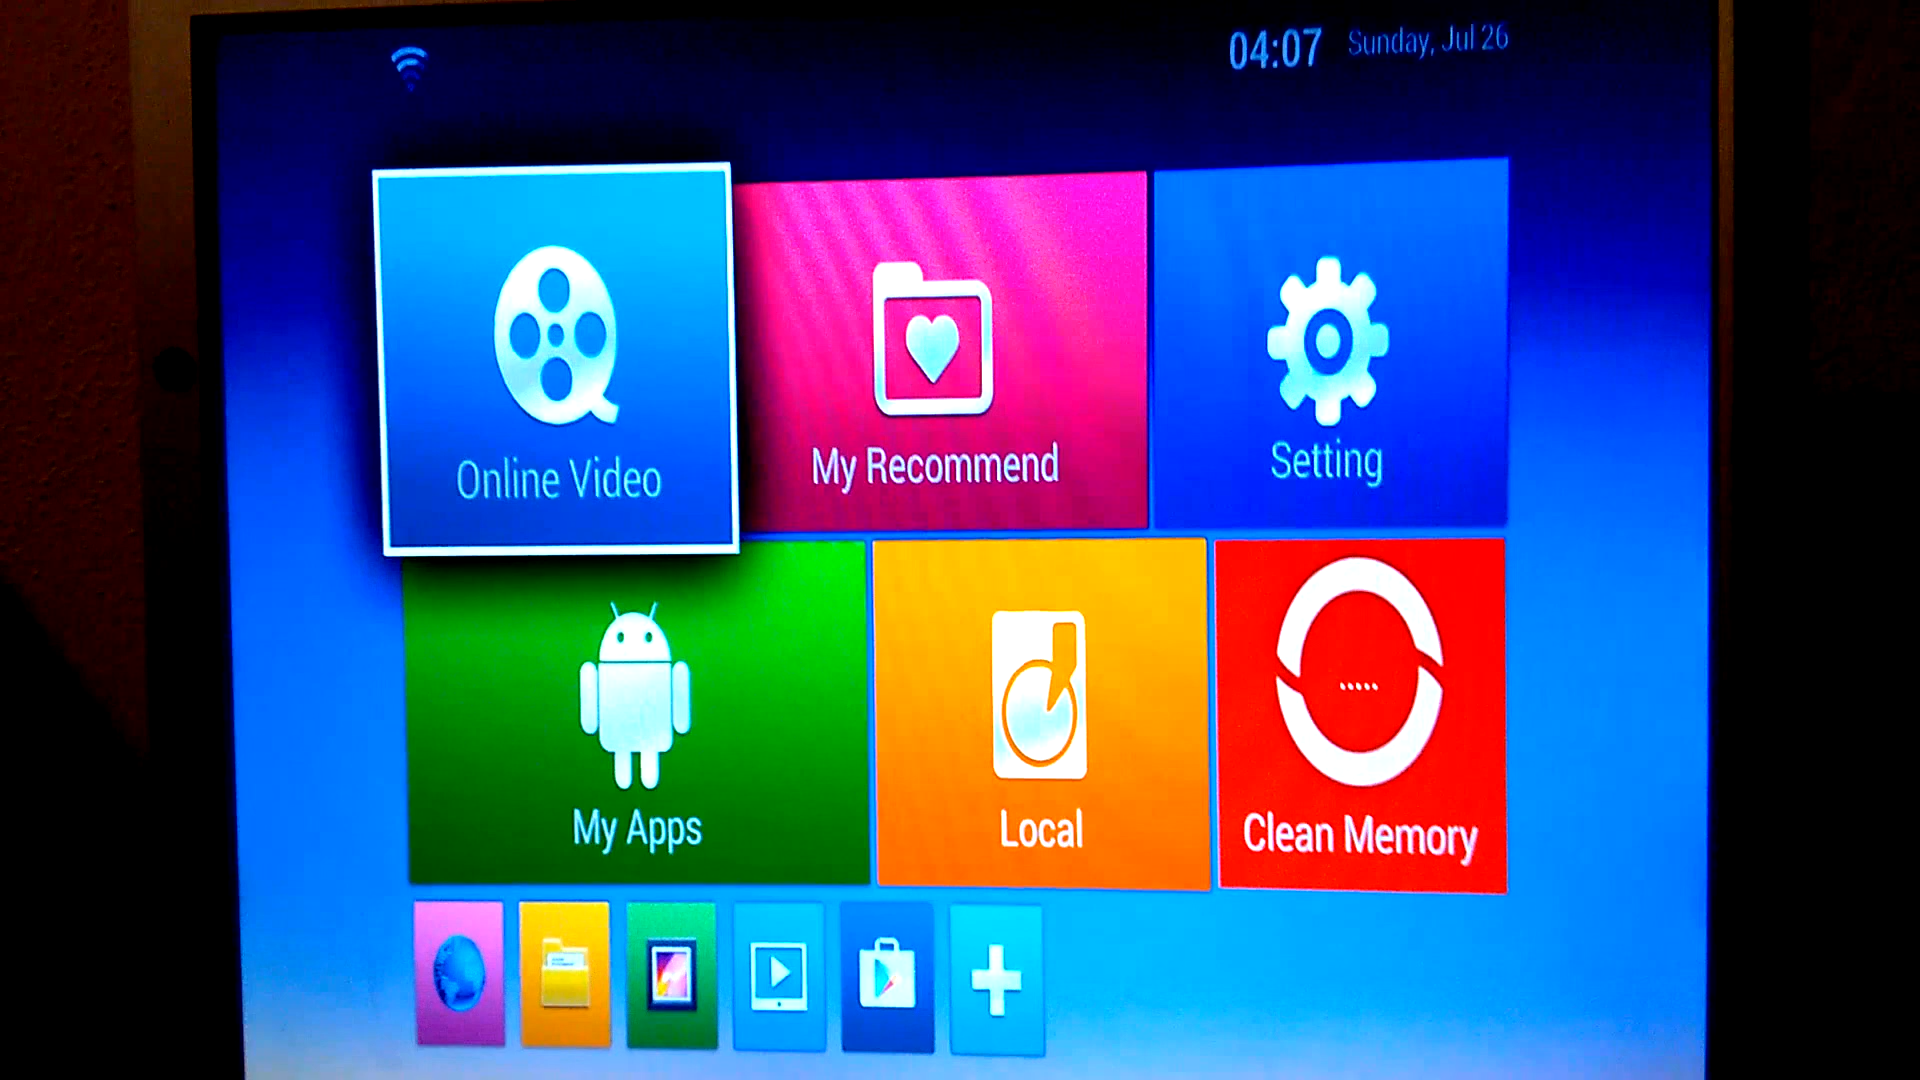 04:07 Sunday, Jul 26
Online Video
My Recommend
Setting
My Apps
Local
Clean Memory